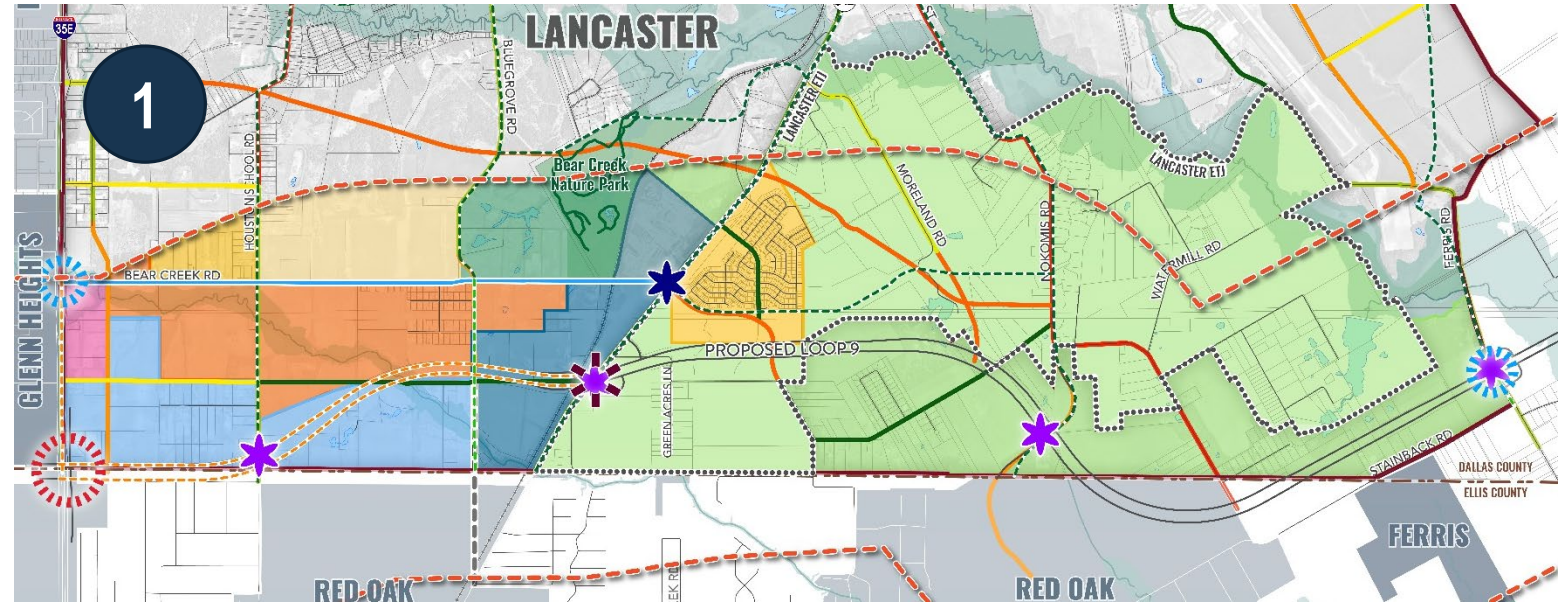 LANCASTER
35E
1
BLUEGROVE RD
LANCASTER ETJ
Bear Creek
Nature Park
LANCASTER ETJ
MORELAND RD
NOKOMIS RD
WATERMILL RD
FERRIS RD
GLENN HEIGHTS
BEAR CREEK RD
PROPOSED LOOP 9
GREEN ACRES LN
STAINBACK RD
DALLAS COUNTY
ELLIS COUNTY
FERRIS
RED OAK
RED OAK